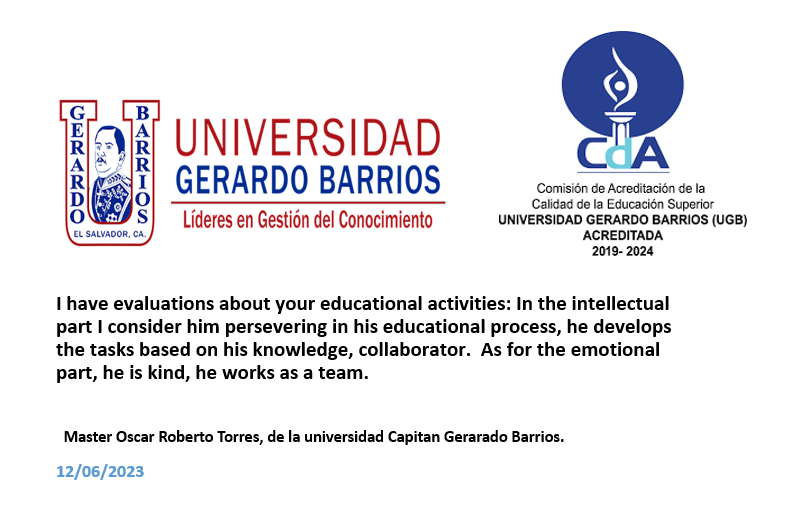 GERARDO
BARRIOS
EL SALVADOR, CA.
UNIVERSIDAD
GERARDO BARRIOS
Líderes en Gestión del Conocimiento
CdA
Comisión de Acreditación de la
Calidad de la Educación Superior
UNIVERSIDAD GERARDO BARRIOS (UGB)
ACREDITADA
2019- 2024
I have evaluations about your educational activities: In the intellectual
part I consider him persevering in his educational process, he develops
the tasks based on his knowledge, collaborator.  As for the emotional
part, he is kind, he works as a team.
Master Oscar Roberto Torres, de la universidad Capitan Gerarado Barrios.
12/06/2023